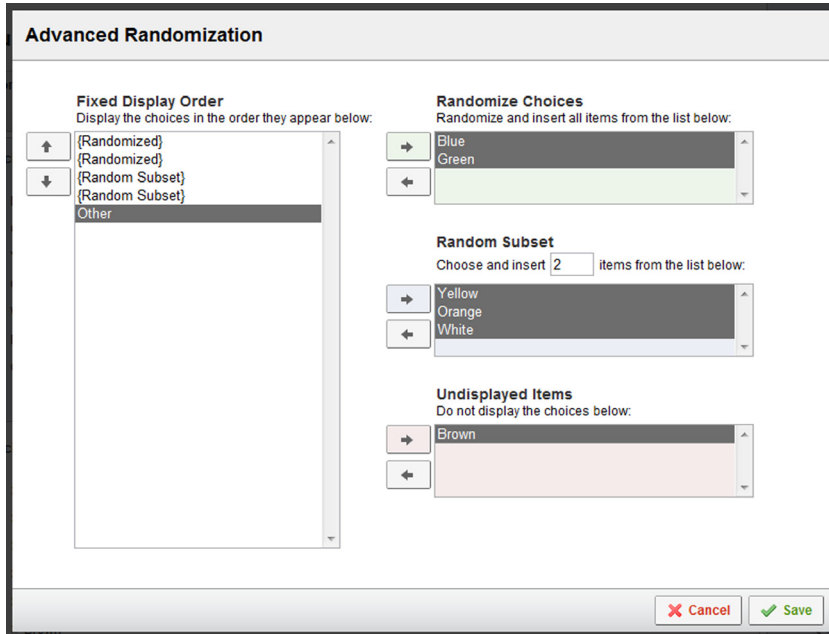 Advanced Randomization
Fixed Display Order
Display the choices in the order they appear below:
{Randomized}
{Randomized}
{Random Subset}
{Random Subset}
Other
Randomize Choices
Randomize and insert all items from the list below:
Blue
Green
Random Subset
Choose and insert 2 items from the list below:
Yellow
Orange
White
Undisplayed Items
Do not display the choices below:
Brown
Cancel
Save